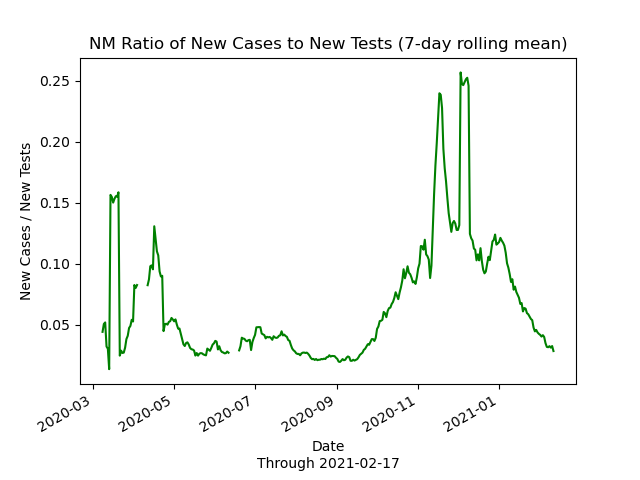 NM Ratio of New Cases to New Tests (7-day rolling mean)
New Cases / New Tests
0.25
0.20
0.15
0.10
0.05
2020-03
2020-05
2020-07
2020-09
2020-11
2021-01
Date
Through 2021-02-17